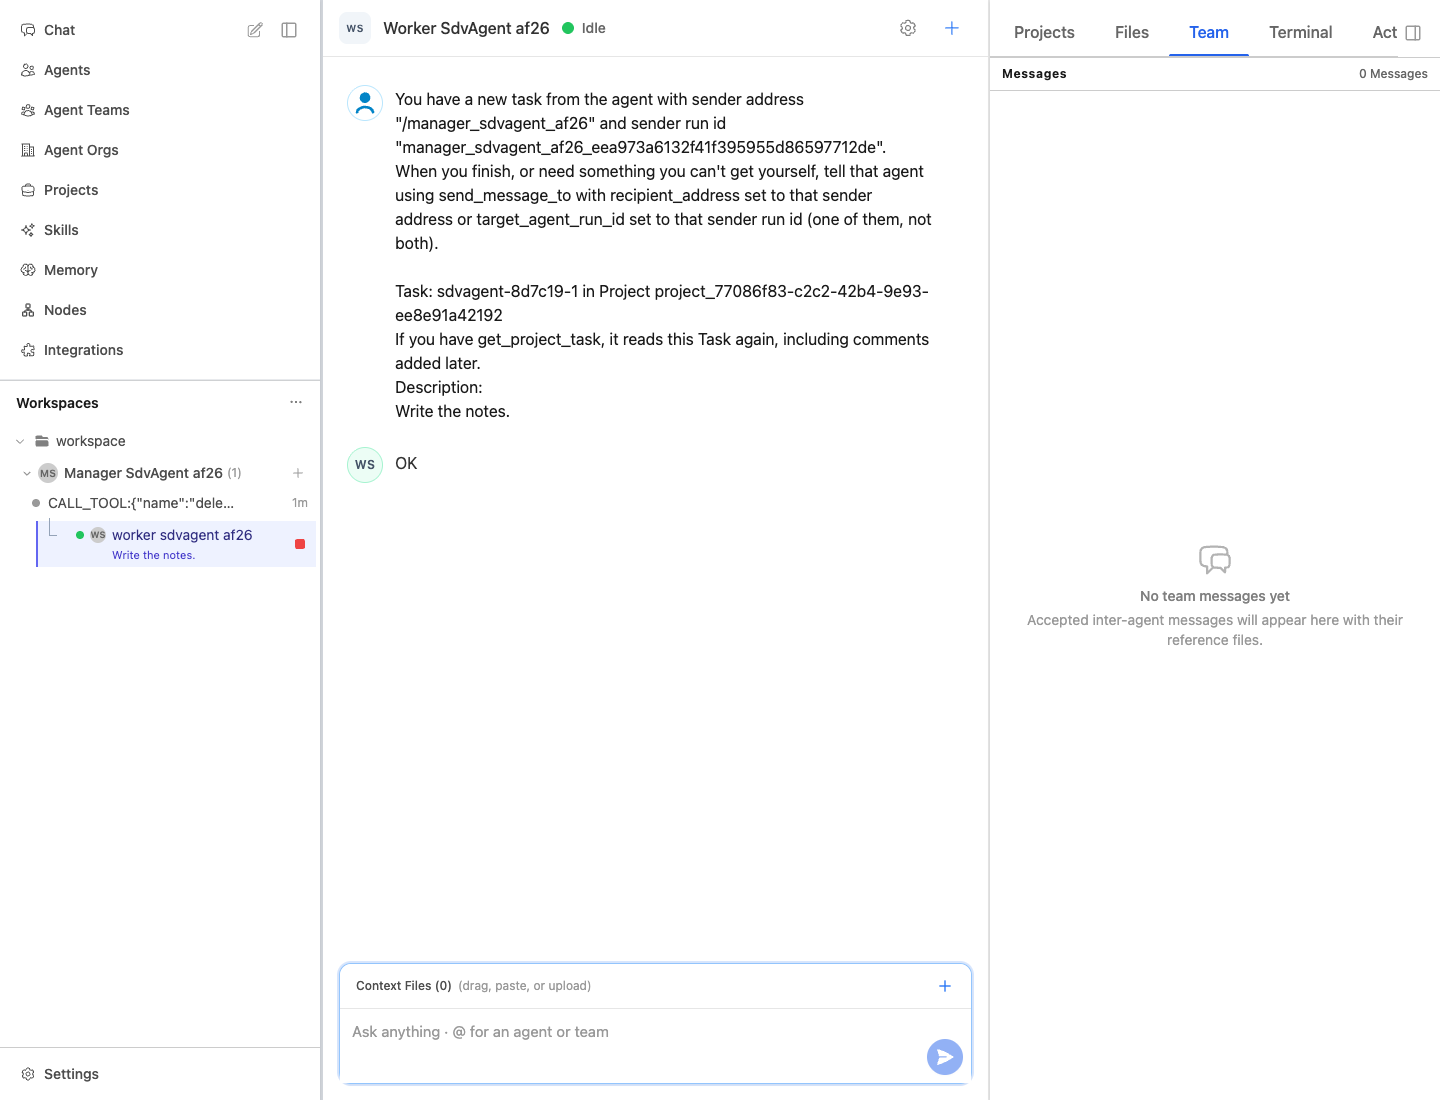 Chat
Agents
Agent Teams
Agent Orgs
Projects
Skills
Memory
Nodes
Integrations
Workspaces
workspace
MS Manager SdvAgent af26 (1)
CALL_TOOL:{"name":"dele... 1m
WS worker sdvagent af26
Write the notes.
Settings
WS Worker SdvAgent af26 Idle
You have a new task from the agent with sender address
"/manager_sdvagent_af26" and sender run id
"manager_sdvagent_af26_eea973a6132f41f395955d86597712de".
When you finish, or need something you can't get yourself, tell that agent
using send_message_to with recipient_address set to that sender
address or target_agent_run_id set to that sender run id (one of them, not
both).
Task: sdvagent-8d7c19-1 in Project project_77086f83-c2c2-42b4-9e93-
ee8e91a42192
If you have get_project_task, it reads this Task again, including comments
added later.
Description:
Write the notes.
WS OK
Context Files (0) (drag, paste, or upload)
Ask anything · @ for an agent or team
Projects Files Team Terminal Act
Messages 0 Messages
No team messages yet
Accepted inter-agent messages will appear here with their
reference files.